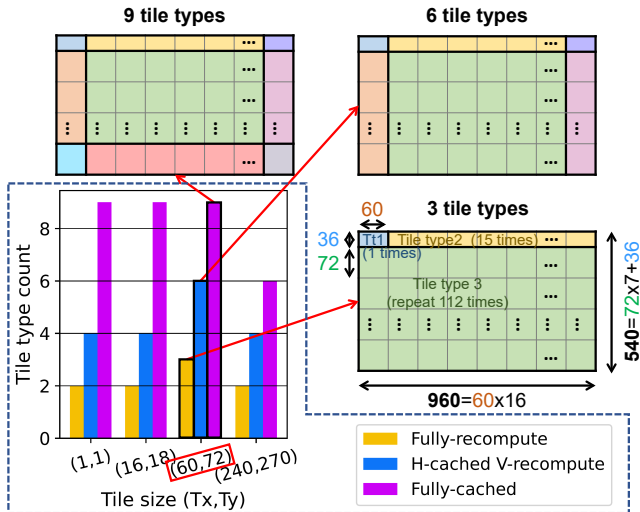 9 tile types
6 tile types
...
...
...
...
...
...
⋮ ⋮ ⋮ ⋮ ⋮ ⋮ ⋮ ⋮
⋮ ⋮ ⋮ ⋮ ⋮ ⋮ ⋮ ⋮
...
...
60
3 tile types
36
Tt1
Tile type2 (15 times)
...
(1 times)
72
...
Tile type 3
(repeat 112 times)
...
⋮ ⋮ ⋮ ⋮ ⋮ ⋮ ⋮ ⋮
...
540=72x7+36
960=60x16
Tile type count
8
6
4
2
0
(1,1)
(16,18)
(60,72)
(240,270)
Tile size (Tx,Ty)
Fully-recompute
H-cached V-recompute
Fully-cached